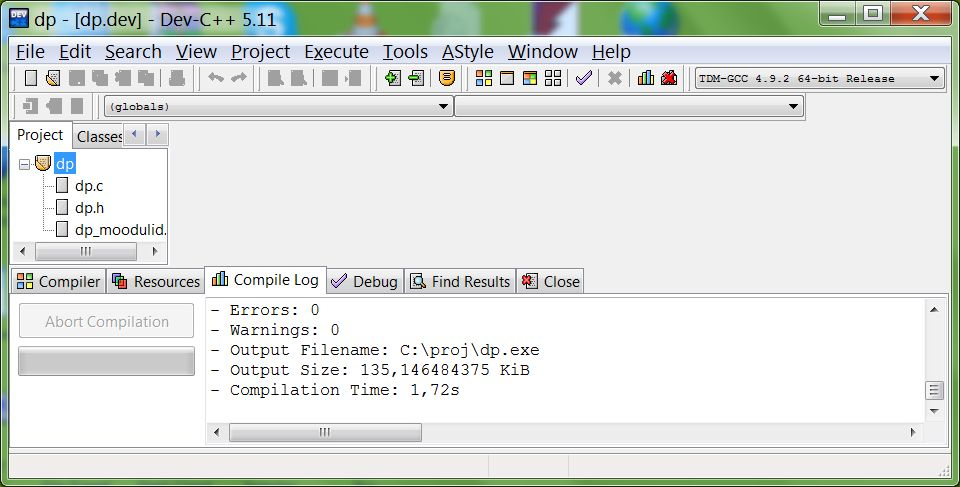 dp - [dp.dev] - Dev-C++ 5.11
File Edit Search View Project Execute Tools AStyle Window Help
TDM-GCC 4.9.2 64-bit Release
(globals)
Project Classes
dp
dp.c
dp.h
dp_moodulid.
Compiler Resources Compile Log Debug Find Results Close
Abort Compilation
- Errors: 0
- Warnings: 0
- Output Filename: C:\proj\dp.exe
- Output Size: 135,146484375 KiB
- Compilation Time: 1,72s